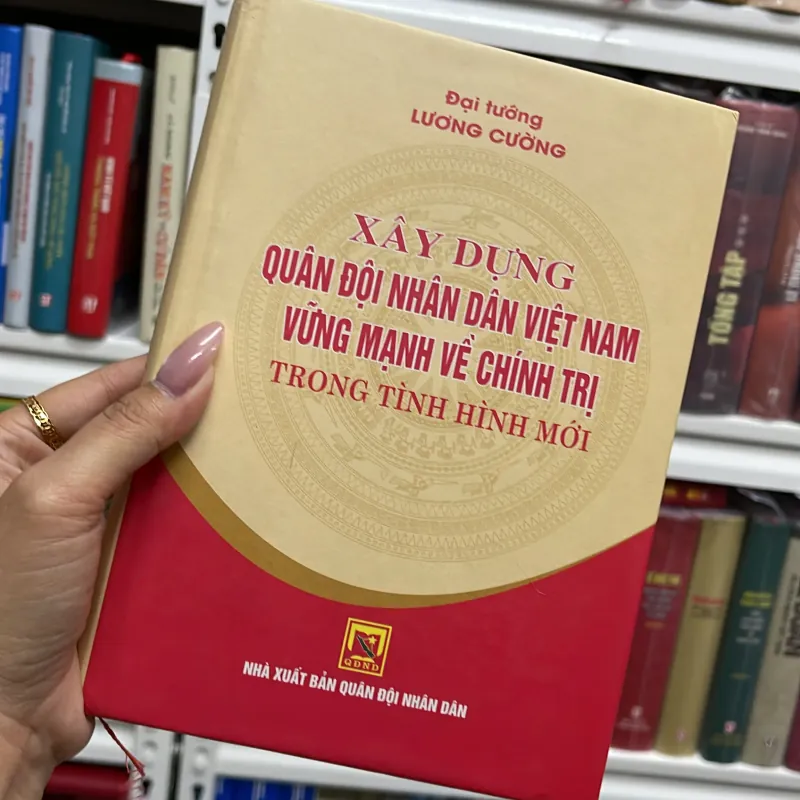 Đại tướng
LƯƠNG CƯỜNG
XÂY DỰNG
QUÂN ĐỘI NHÂN DÂN VIỆT NAM
VỮNG MẠNH VỀ CHÍNH TRỊ
TRONG TÌNH HÌNH MỚI
QĐND
NHÀ XUẤT BẢN QUÂN ĐỘI NHÂN DÂN
TỔNG TẬP